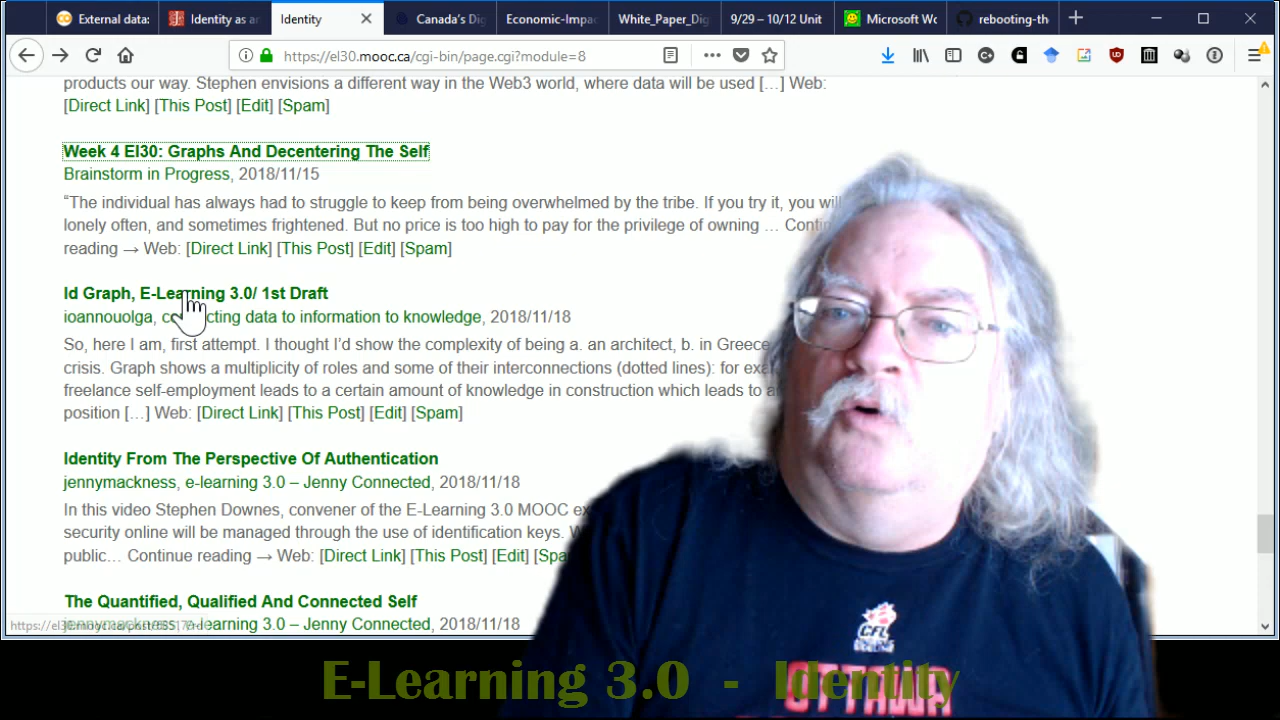 External data:
Identity as an
Identity
Canada's Dig
Economic-Impac
White_Paper_Dig
9/29 – 10/12 Unit
Microsoft Wo
rebooting-th
https://el30.mooc.ca/cgi-bin/page.cgi?module=8
products our way. Stephen envisions a different way in the Web3 world, where data will be used […] Web:
[Direct Link] [This Post] [Edit] [Spam]
Week 4 El30: Graphs And Decentering The Self
Brainstorm in Progress, 2018/11/15
“The individual has always had to struggle to keep from being overwhelmed by the tribe. If you try it, you will
lonely often, and sometimes frightened. But no price is too high to pay for the privilege of owning … Conti
reading → Web: [Direct Link] [This Post] [Edit] [Spam]
Id Graph, E-Learning 3.0/ 1st Draft
ioannouolga, cting data to information to knowledge, 2018/11/18
So, here I am, first attempt. I thought I’d show the complexity of being a. an architect, b. in Greece
crisis. Graph shows a multiplicity of roles and some of their interconnections (dotted lines): for exa
freelance self-employment leads to a certain amount of knowledge in construction which leads to a
position […] Web: [Direct Link] [This Post] [Edit] [Spam]
Identity From The Perspective Of Authentication
jennymackness, e-learning 3.0 – Jenny Connected, 2018/11/18
In this video Stephen Downes, convener of the E-Learning 3.0 MOOC ex
security online will be managed through the use of identification keys. W
public… Continue reading → Web: [Direct Link] [This Post] [Edit] [Spa
The Quantified, Qualified And Connected Self
jennymackness, e-learning 3.0 – Jenny Connected, 2018/11/18
CFL
OTTAWA
E-Learning 3.0 - Identity